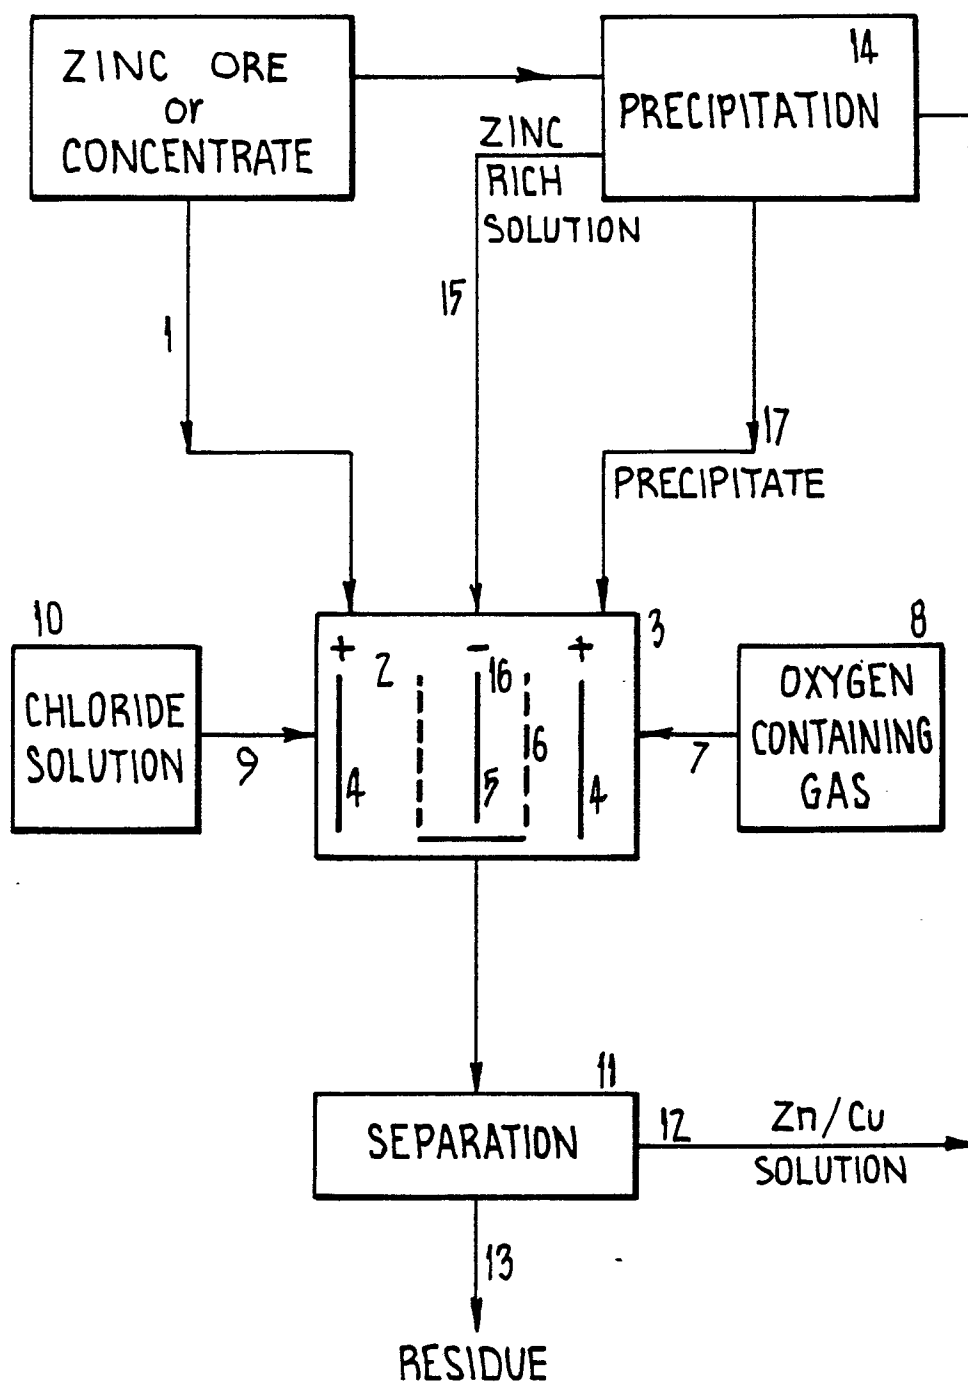 ZINC ORE
or
CONCENTRATE
14
PRECIPITATION
ZINC
RICH
SOLUTION
15
1
17
PRECIPITATE
10
CHLORIDE
SOLUTION
9
+
-
+
3
2
16
6
4
5
4
8
OXYGEN
CONTAINING
GAS
7
11
SEPARATION
12
Zn/Cu
SOLUTION
13
RESIDUE